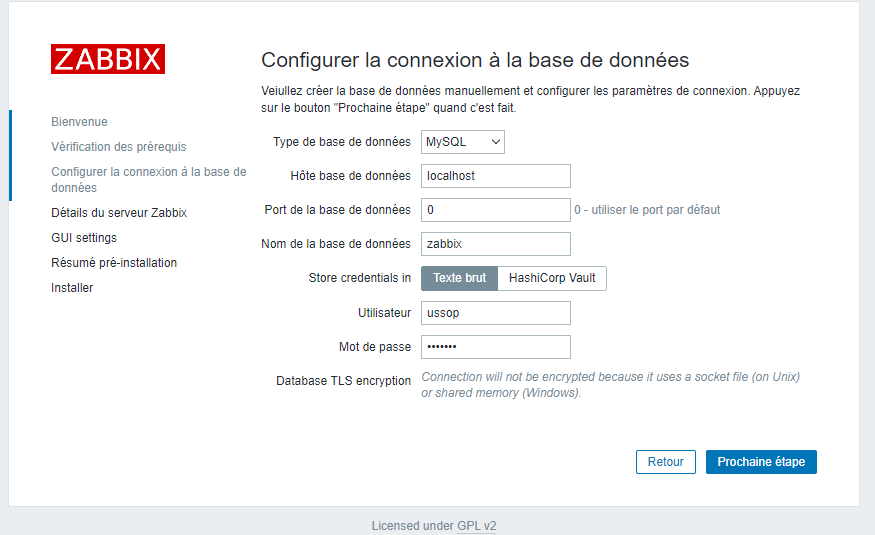 ZABBIX
Bienvenue
Vérification des prérequis
Configurer la connexion à la base de
données
Détails du serveur Zabbix
GUI settings
Résumé pré-installation
Installer
Configurer la connexion à la base de données
Veiullez créer la base de données manuellement et configurer les paramètres de connexion. Appuyez
sur le bouton "Prochaine étape" quand c'est fait.
Type de base de données MySQL
Hôte base de données localhost
Port de la base de données 0 0 - utiliser le port par défaut
Nom de la base de données zabbix
Store credentials in Texte brut HashiCorp Vault
Utilisateur ussop
Mot de passe •••••••
Database TLS encryption Connection will not be encrypted because it uses a socket file (on Unix)
or shared memory (Windows).
Retour Prochaine étape
Licensed under GPL v2